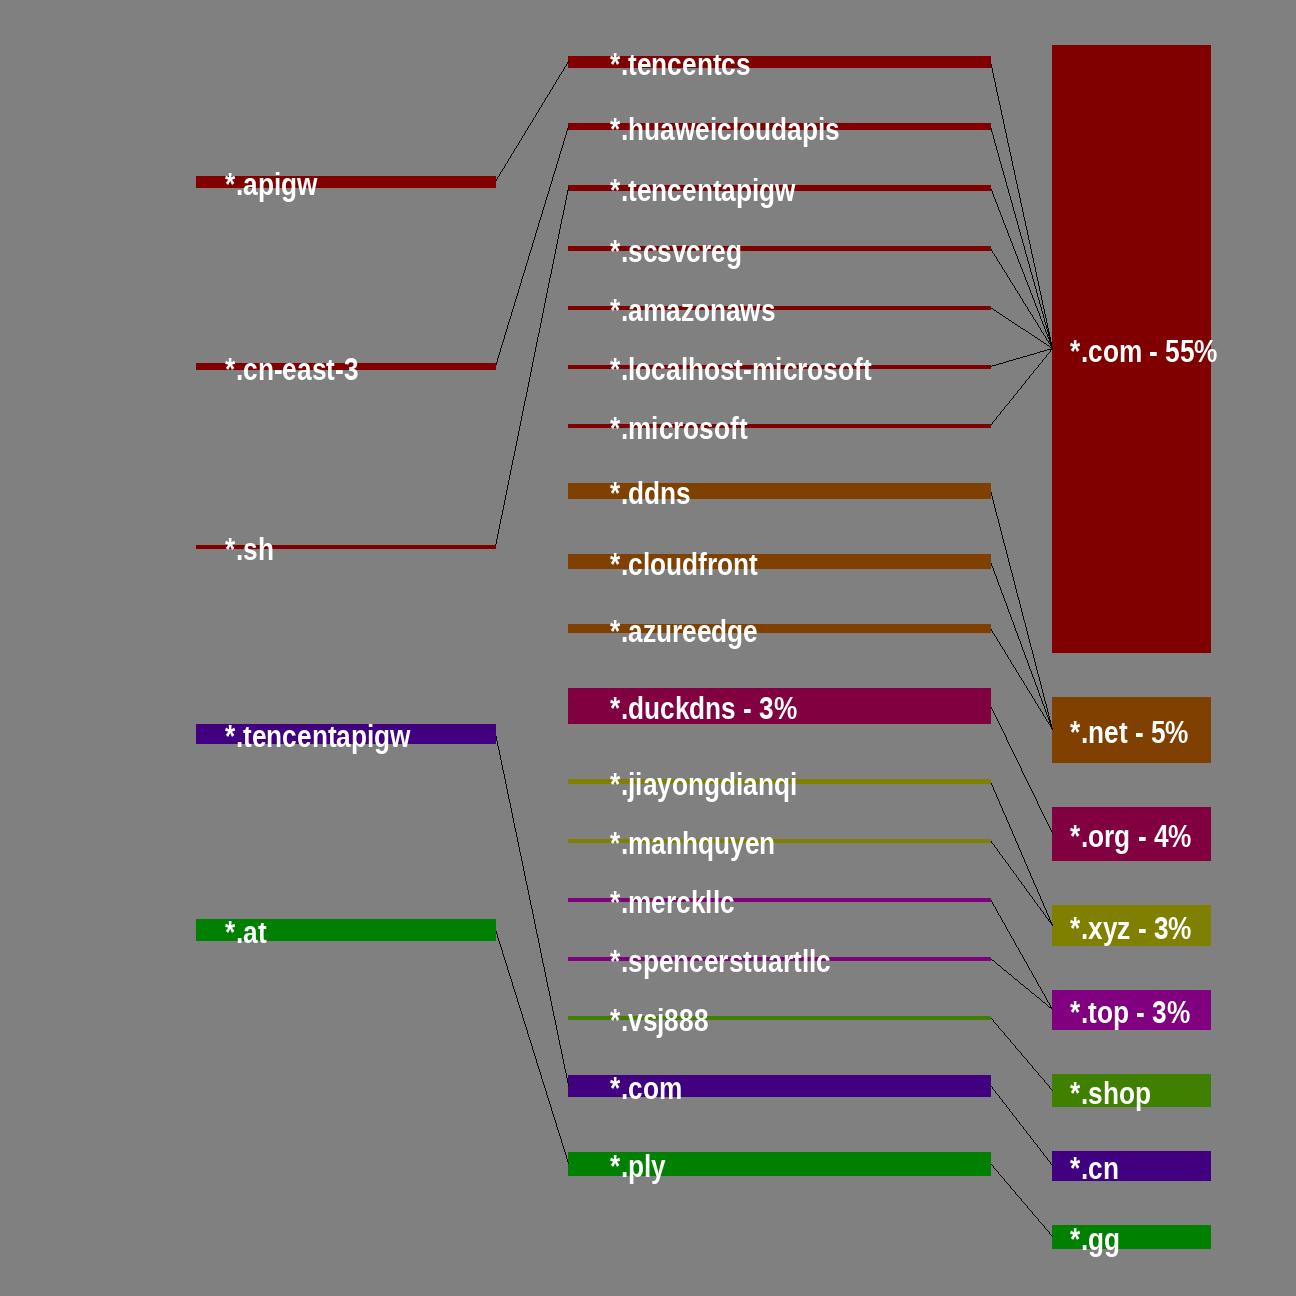 *.apigw
*.cn-east-3
*.sh
*.tencentapigw
*.at
*.tencentcs
*.huaweicloudapis
*.tencentapigw
*.scsvcreg
*.amazonaws
*.localhost-microsoft
*.microsoft
*.ddns
*.cloudfront
*.azureedge
*.duckdns - 3%
*.jiayongdianqi
*.manhquyen
*.merckllc
*.spencerstuartllc
*.vsj888
*.com
*.ply
*.com - 55%
*.net - 5%
*.org - 4%
*.xyz - 3%
*.top - 3%
*.shop
*.cn
*.gg